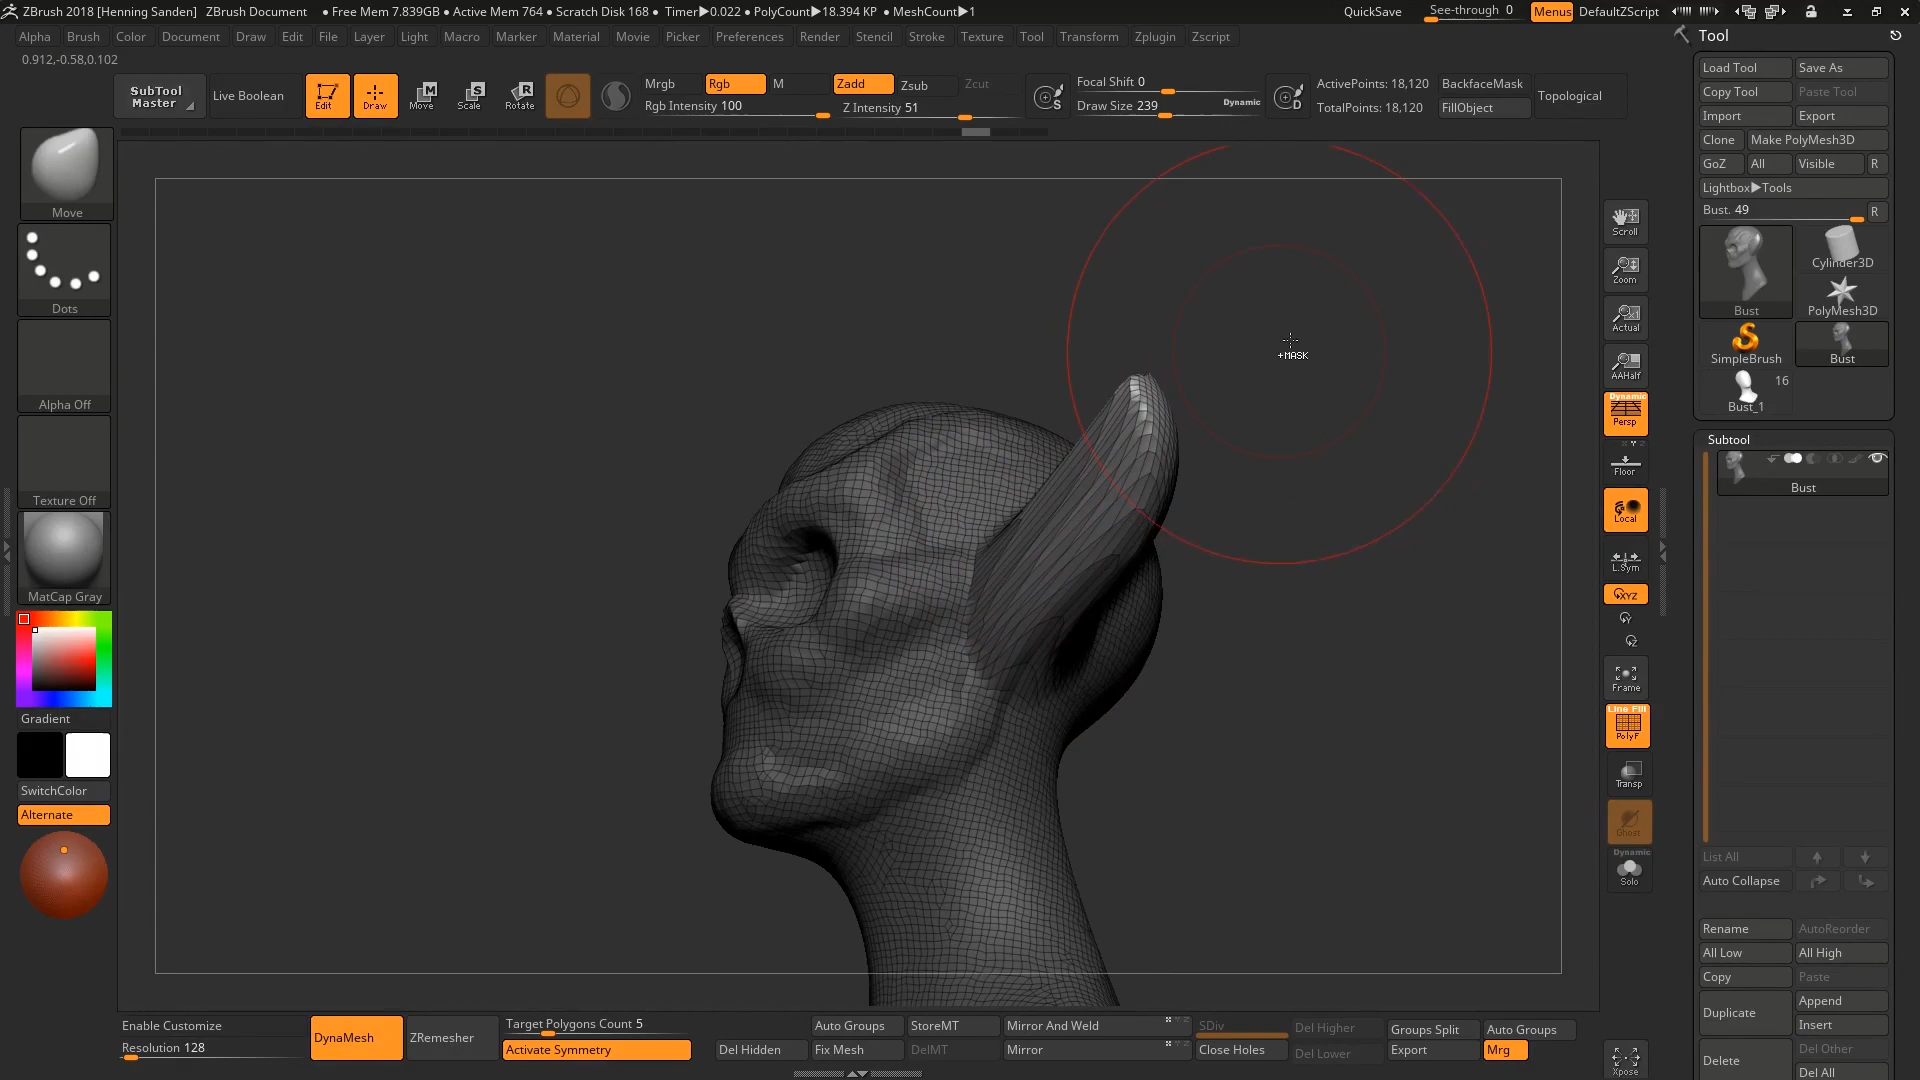 ZBrush 2018 [Henning Sanden] ZBrush Document • Free Mem 7.839GB • Active Mem 764 • Scratch Disk 168 • Timer▶0.022 • PolyCount▶18.394 KP • MeshCount▶1 QuickSave See-through 0 Menus DefaultZScript
Alpha Brush Color Document Draw Edit File Layer Light Macro Marker Material Movie Picker Preferences Render Stencil Stroke Texture Tool Transform Zplugin Zscript
0.912,-0.58,0.102
SubTool Master
Live Boolean
Edit
Draw
Move
Scale
Rotate
Mrgb Rgb M Zadd Zsub Zcut
Rgb Intensity 100 Z Intensity 51
Focal Shift 0
Draw Size 239 Dynamic
ActivePoints: 18,120
TotalPoints: 18,120
BackfaceMask
FillObject
Topological
Move
Dots
Alpha Off
Texture Off
MatCap Gray
Gradient
SwitchColor
Alternate
+MASK
Scroll
Zoom
Actual
AAHalf
Dynamic
Persp
Floor
Local
L.Sym
XYZ
Frame
Line Fill
PolyF
Transp
Ghost
Dynamic
Solo
Xpose
Tool
Load Tool Save As
Copy Tool Paste Tool
Import Export
Clone Make PolyMesh3D
GoZ All Visible R
Lightbox▶Tools
Bust. 49 R
Bust
Cylinder3D
PolyMesh3D
SimpleBrush
Bust
16
Bust_1
Subtool
Bust
List All
Auto Collapse
Rename AutoReorder
All Low All High
Copy Paste
Duplicate Append
Insert
Delete Del Other
Del All
Enable Customize
Resolution 128
DynaMesh
ZRemesher
Target Polygons Count 5
Activate Symmetry
Del Hidden
Auto Groups
Fix Mesh
StoreMT
DelMT
Mirror And Weld
Mirror
SDiv
Close Holes
Del Higher
Del Lower
Groups Split
Export
Auto Groups
Mrg